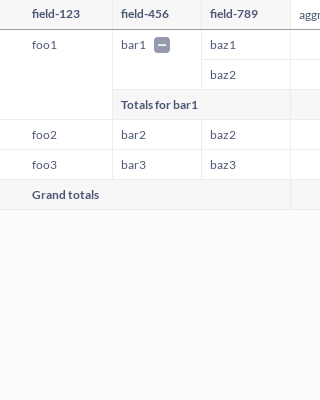 field-123 field-456 field-789 aggr
foo1 bar1 baz1
baz2
Totals for bar1
foo2 bar2 baz2
foo3 bar3 baz3
Grand totals